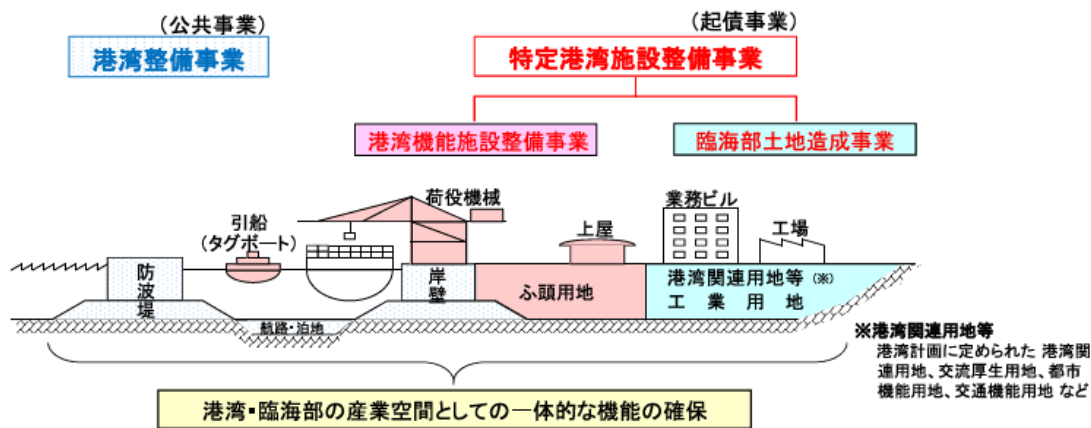 （公共事業）
港湾整備事業
（起債事業）
特定港湾施設整備事業
港湾機能施設整備事業
臨海部土地造成事業
荷役機械
業務ビル
引船
（タグボート）
上屋
工場
防波堤
岸壁
ふ頭用地
港湾関連用地等（※）
工業用地
航路・泊地
※港湾関連用地等
港湾計画に定められた 港湾関
連用地、交流厚生用地、都市
機能用地、交通機能用地 など
港湾・臨海部の産業空間としての一体的な機能の確保